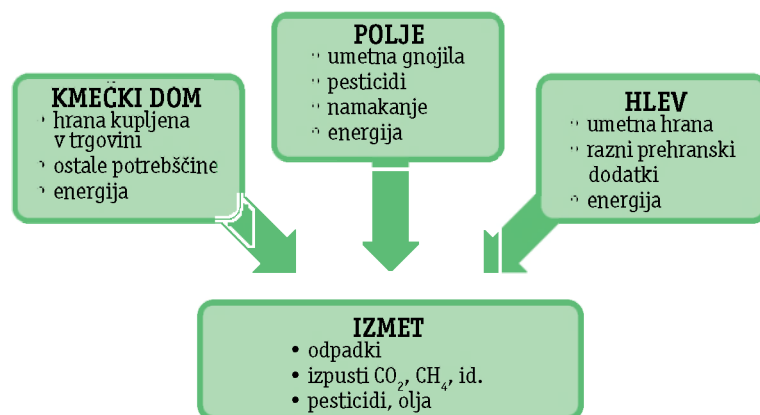 POLJE
umetna gnojila
pesticidi
namakanje
energija
KMEČKI DOM
hrana kupljena
v trgovini
ostale potrebščine
energija
HLEV
umetna hrana
razni prehranski
dodatki
energija
IZMET
• odpadki
• izpusti CO₂, CH₄, id.
• pesticidi, olja